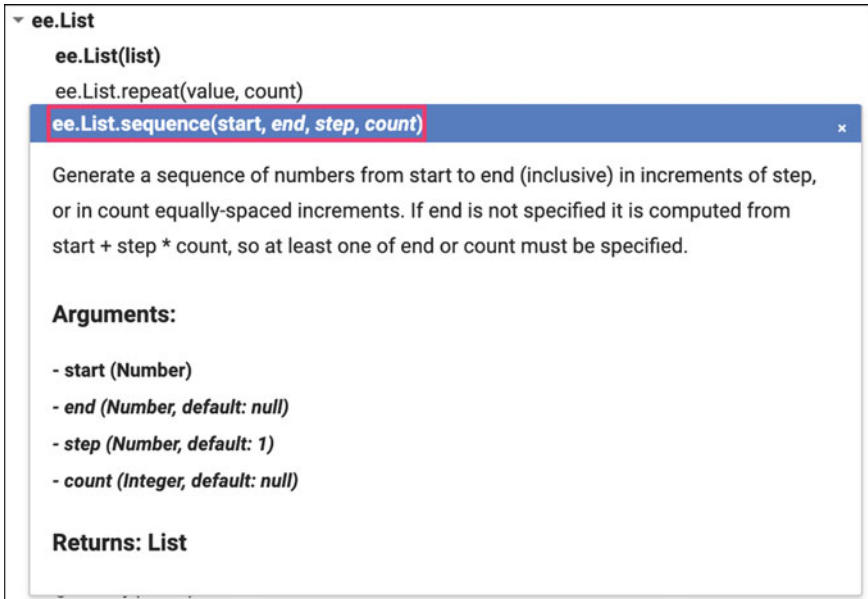 ee.List
ee.List(list)
ee.List.repeat(value, count)
ee.List.sequence(start, end, step, count)
×
Generate a sequence of numbers from start to end (inclusive) in increments of step,
or in count equally-spaced increments. If end is not specified it is computed from
start + step * count, so at least one of end or count must be specified.
Arguments:
- start (Number)
- end (Number, default: null)
- step (Number, default: 1)
- count (Integer, default: null)
Returns: List